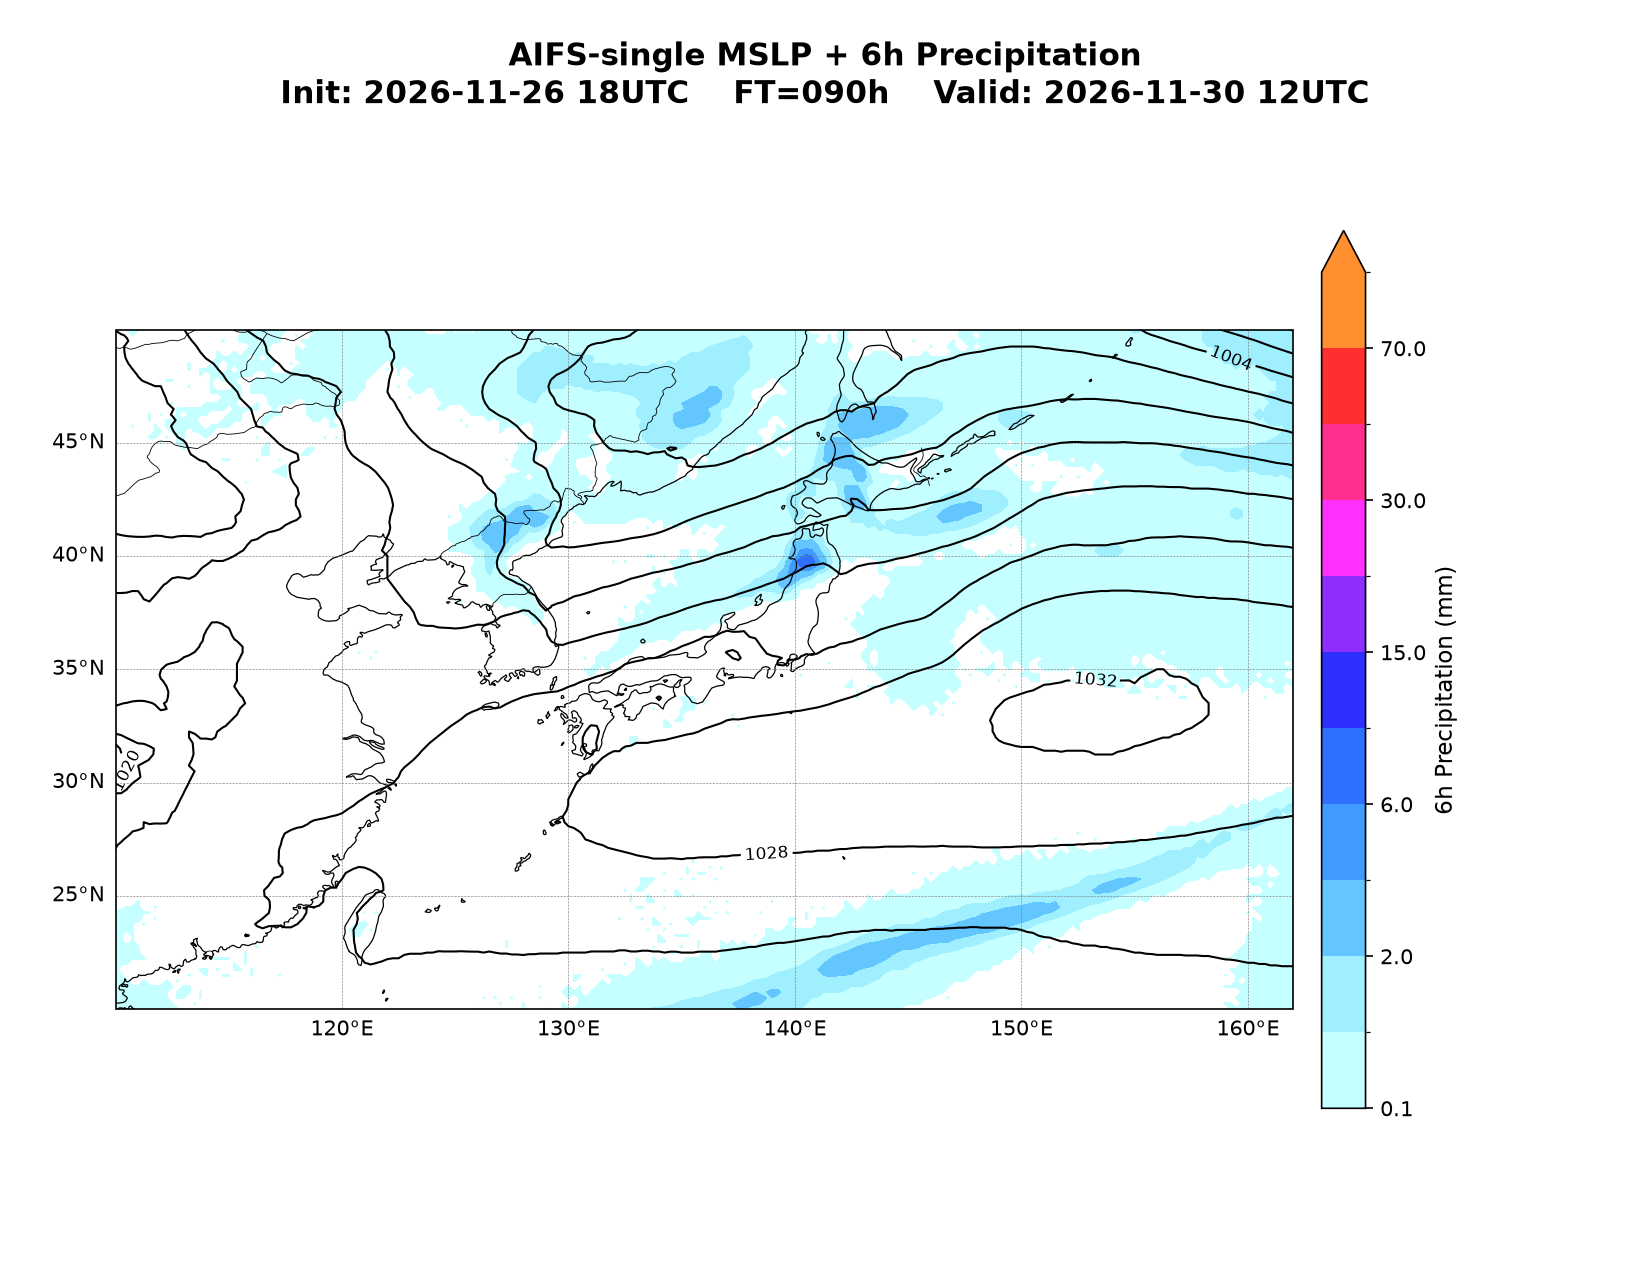 AIFS-single MSLP + 6h Precipitation
Init: 2026-11-26 18UTC    FT=090h    Valid: 2026-11-30 12UTC
1004
70.0
45°N
30.0
40°N
6h Precipitation (mm)
35°N
15.0
1032
1020
30°N
6.0
1028
25°N
2.0
120°E
130°E
140°E
150°E
160°E
0.1